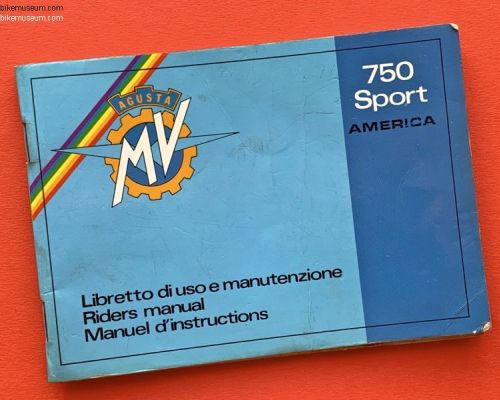 bikemuseum.com
bikemuseum.com
AGUSTA
MV
750
Sport
AMERICA
Libretto di uso e manutenzione
Riders manual
Manuel d'instructions